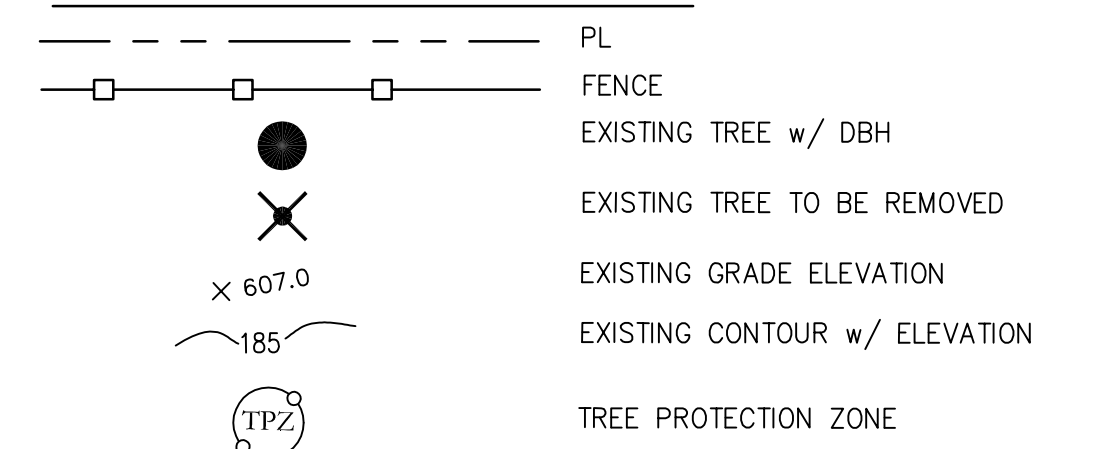 PL
FENCE
EXISTING TREE w/ DBH
EXISTING TREE TO BE REMOVED
X 607.0 EXISTING GRADE ELEVATION
185 EXISTING CONTOUR w/ ELEVATION
TPZ TREE PROTECTION ZONE